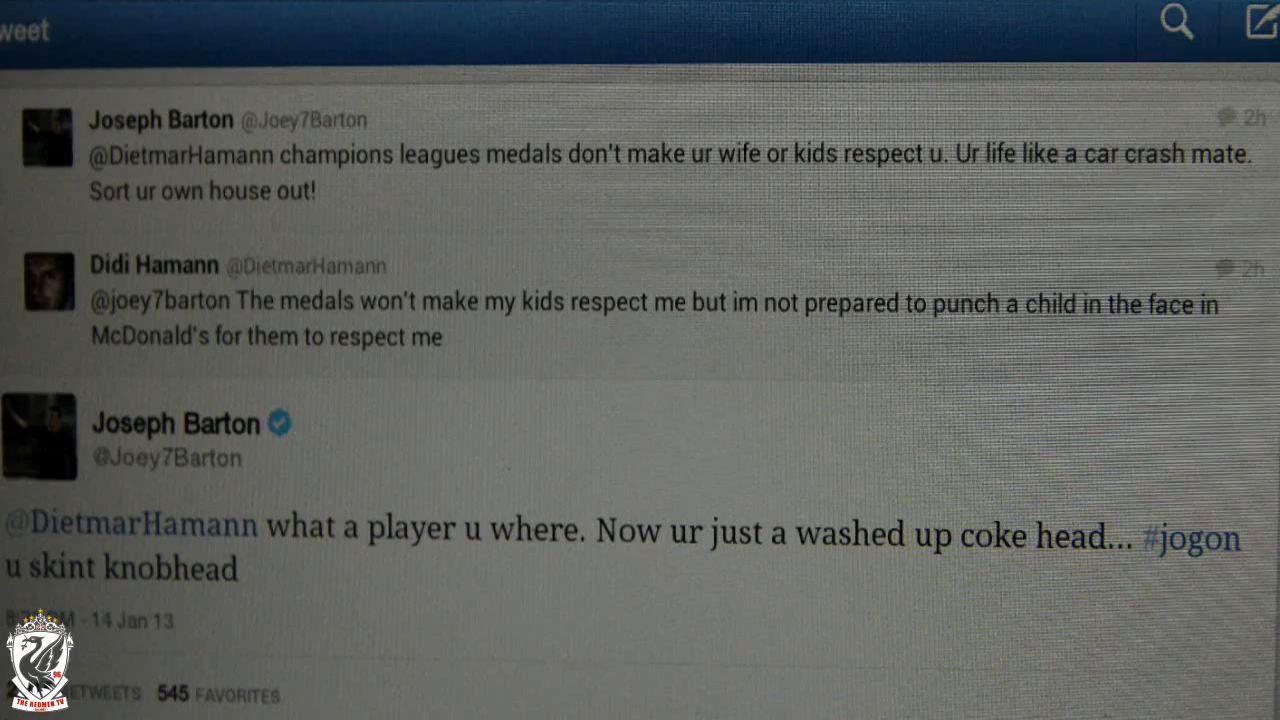 weet
Joseph Barton @Joey7Barton 2h
@DietmarHamann champions leagues medals don't make ur wife or kids respect u. Ur life like a car crash mate.
Sort ur own house out!
Didi Hamann @DietmarHamann 2h
@joey7barton The medals won't make my kids respect me but im not prepared to punch a child in the face in
McDonald's for them to respect me
Joseph Barton
@Joey7Barton
@DietmarHamann what a player u where. Now ur just a washed up coke head... #jogon
u skint knobhead
14 Jan 13
ETWEETS 545 FAVORITES
96
THE REDMEN TV